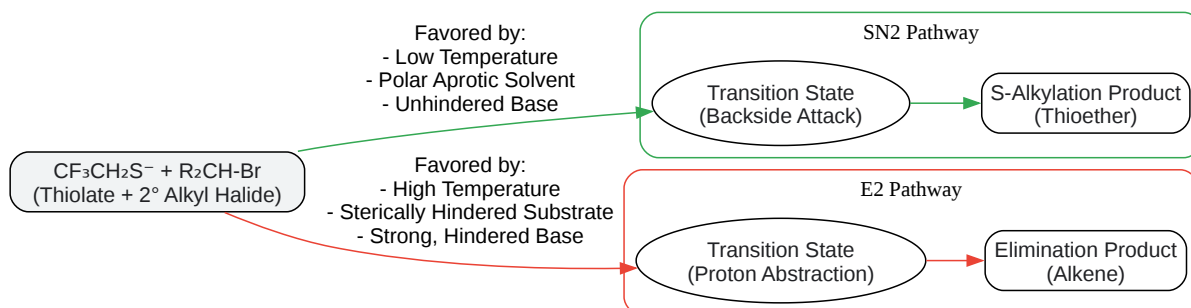 CF₃CH₂S⁻ + R₂CH-Br
(Thiolate + 2° Alkyl Halide)
Favored by:
- Low Temperature
- Polar Aprotic Solvent
- Unhindered Base
SN2 Pathway
Transition State
(Backside Attack)
S-Alkylation Product
(Thioether)
Favored by:
- High Temperature
- Sterically Hindered Substrate
- Strong, Hindered Base
E2 Pathway
Transition State
(Proton Abstraction)
Elimination Product
(Alkene)